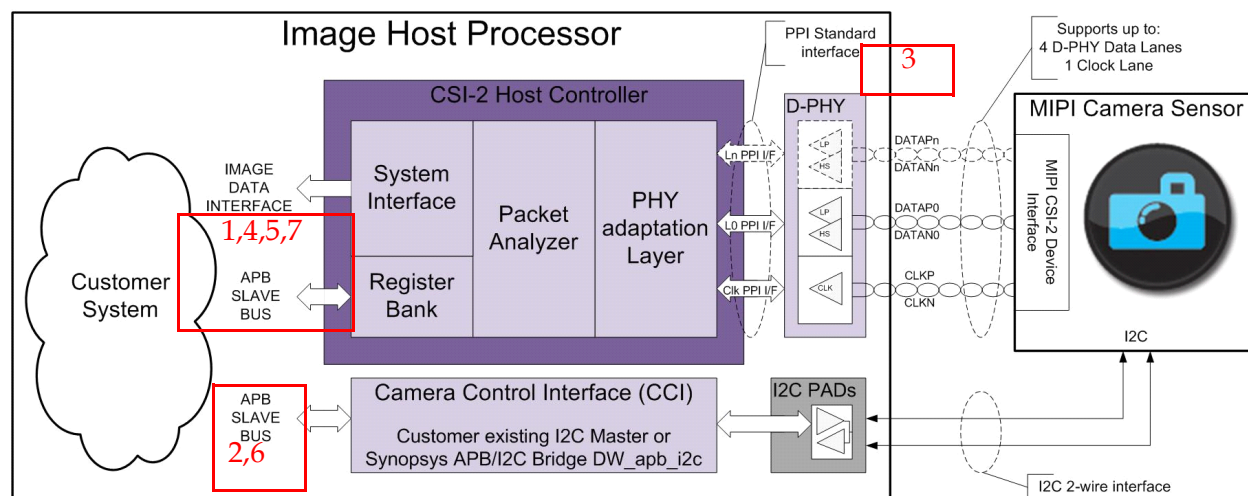 Image Host Processor
PPI Standard
interface
3
Supports up to:
4 D-PHY Data Lanes
1 Clock Lane
CSI-2 Host Controller
D-PHY
MIPI Camera Sensor
IMAGE
DATA
INTERFACE
1,4,5,7
System
Interface
Packet
Analyzer
PHY
adaptation
Layer
Ln PPI I/F
LP
HS
DATAPn
DATANn
L0 PPI I/F
LP
HS
DATAP0
DATAN0
MIPI CSI-2 Device
Interface
Customer
System
APB
SLAVE
BUS
Register
Bank
Clk PPI I/F
CLK
CLKP
CLKN
I2C
APB
SLAVE
BUS
2,6
Camera Control Interface (CCI)
Customer existing I2C Master or
Synopsys APB/I2C Bridge DW_apb_i2c
I2C PADs
I2C 2-wire interface